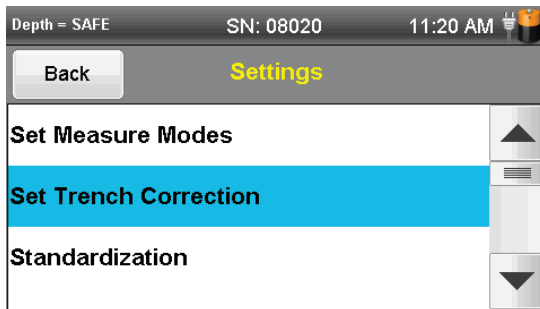 Depth = SAFE SN: 08020 11:20 AM
Back Settings
Set Measure Modes
Set Trench Correction
Standardization